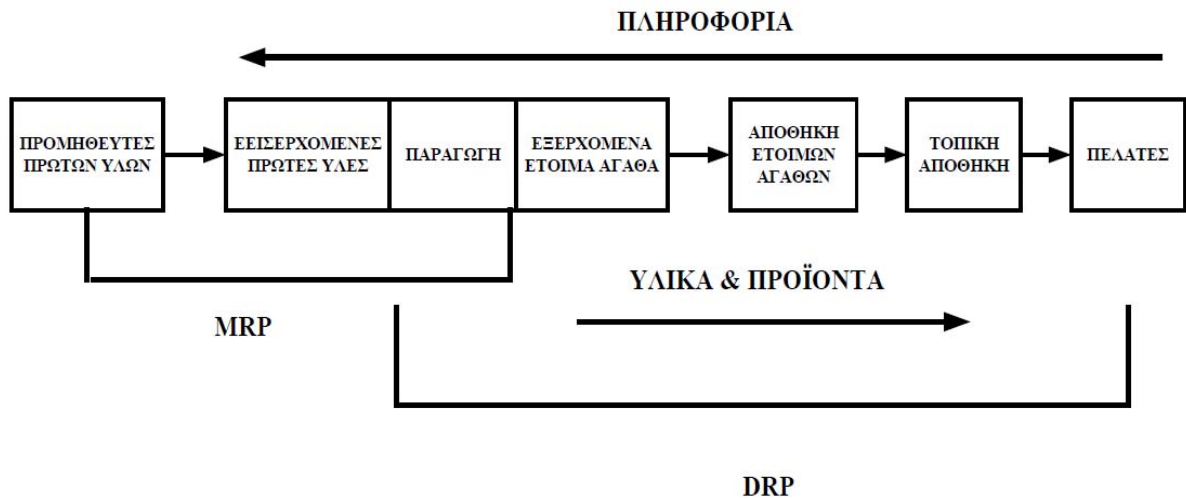 ΠΛΗΡΟΦΟΡΙΑ
ΠΡΟΜΗΘΕΥΤΕΣ
ΠΡΩΤΩΝ ΥΛΩΝ
ΕΕΙΣΕΡΧΟΜΕΝΕΣ
ΠΡΩΤΕΣ ΥΛΕΣ
ΠΑΡΑΓΩΓΗ
ΕΞΕΡΧΟΜΕΝΑ
ΕΤΟΙΜΑ ΑΓΑΘΑ
ΑΠΟΘΗΚΗ
ΕΤΟΙΜΩΝ
ΑΓΑΘΩΝ
ΤΟΠΙΚΗ
ΑΠΟΘΗΚΗ
ΠΕΛΑΤΕΣ
ΥΛΙΚΑ & ΠΡΟΪΟΝΤΑ
MRP
DRP